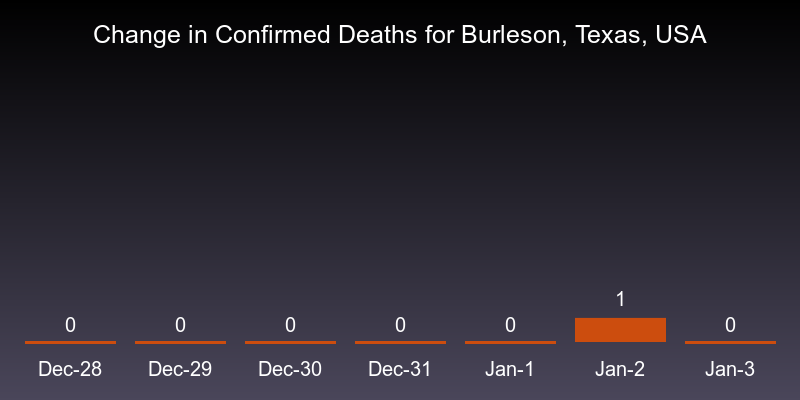 Change in Confirmed Deaths for Burleson, Texas, USA
0 0 0 0 0 1 0
Dec-28 Dec-29 Dec-30 Dec-31 Jan-1 Jan-2 Jan-3